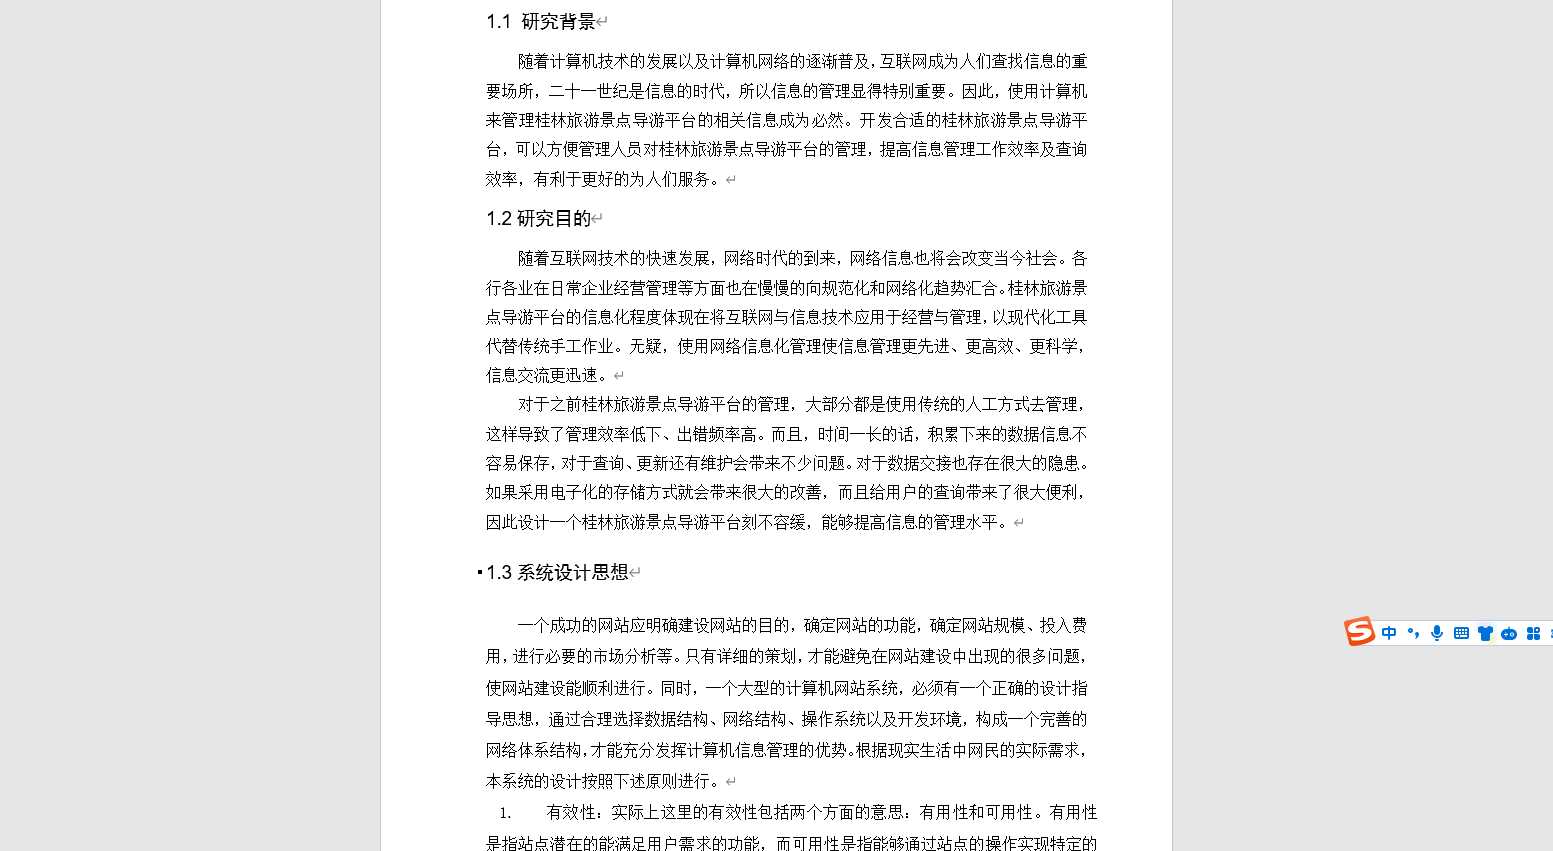 1.1 研究背景
随着计算机技术的发展以及计算机网络的逐渐普及，互联网成为人们查找信息的重
要场所，二十一世纪是信息的时代，所以信息的管理显得特别重要。因此，使用计算机
来管理桂林旅游景点导游平台的相关信息成为必然。开发合适的桂林旅游景点导游平
台，可以方便管理人员对桂林旅游景点导游平台的管理，提高信息管理工作效率及查询
效率，有利于更好的为人们服务。
1.2 研究目的
随着互联网技术的快速发展，网络时代的到来，网络信息也将会改变当今社会。各
行各业在日常企业经营管理等方面也在慢慢的向规范化和网络化趋势汇合。桂林旅游景
点导游平台的信息化程度体现在将互联网与信息技术应用于经营与管理，以现代化工具
代替传统手工作业。无疑，使用网络信息化管理使信息管理更先进、更高效、更科学，
信息交流更迅速。
对于之前桂林旅游景点导游平台的管理，大部分都是使用传统的人工方式去管理，
这样导致了管理效率低下、出错频率高。而且，时间一长的话，积累下来的数据信息不
容易保存，对于查询、更新还有维护会带来不少问题。对于数据交接也存在很大的隐患。
如果采用电子化的存储方式就会带来很大的改善，而且给用户的查询带来了很大便利，
因此设计一个桂林旅游景点导游平台刻不容缓，能够提高信息的管理水平。
1.3 系统设计思想
一个成功的网站应明确建设网站的目的，确定网站的功能，确定网站规模、投入费
用，进行必要的市场分析等。只有详细的策划，才能避免在网站建设中出现的很多问题，
使网站建设能顺利进行。同时，一个大型的计算机网站系统，必须有一个正确的设计指
导思想，通过合理选择数据结构、网络结构、操作系统以及开发环境，构成一个完善的
网络体系结构，才能充分发挥计算机信息管理的优势。根据现实生活中网民的实际需求，
本系统的设计按照下述原则进行。
1. 有效性：实际上这里的有效性包括两个方面的意思：有用性和可用性。有用性
是指站点潜在的能满足用户需求的功能，而可用性是指能够通过站点的操作实现特定的
中